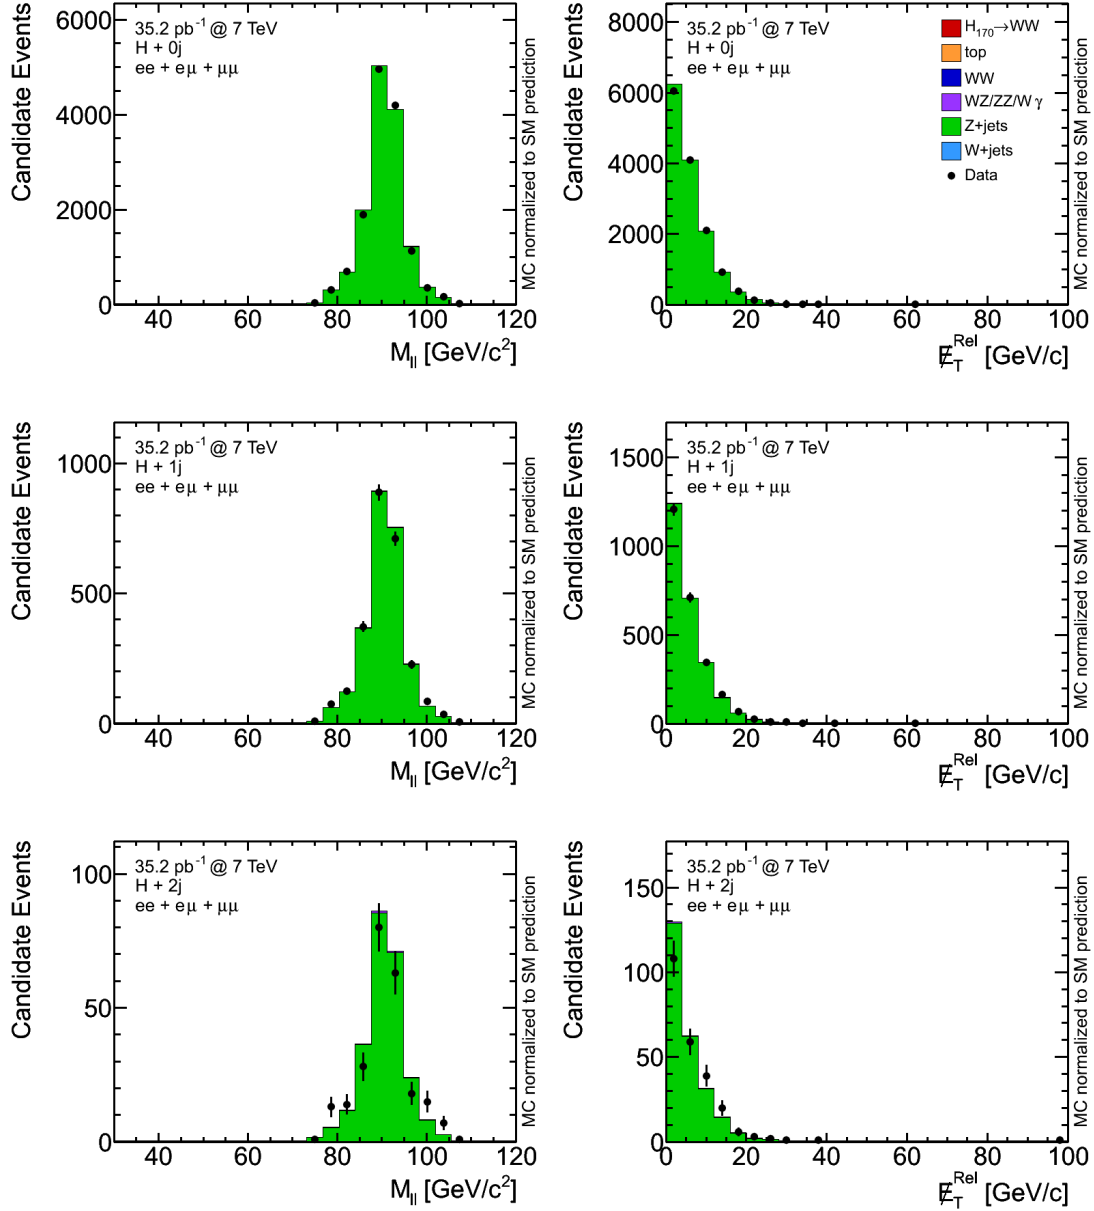 35.2 pb⁻¹ @ 7 TeV
H + 0j
ee + eμ + μμ
Candidate Events
6000
4000
2000
0
40 60 80 100 120
M_ll [GeV/c²]
MC normalized to SM prediction
35.2 pb⁻¹ @ 7 TeV
H + 0j
ee + eμ + μμ
H₁₇₀→WW
top
WW
WZ/ZZ/Wγ
Z+jets
W+jets
Data
Candidate Events
8000
6000
4000
2000
0
0 20 40 60 80 100
E̸_T^Rel [GeV/c]
MC normalized to SM prediction
35.2 pb⁻¹ @ 7 TeV
H + 1j
ee + eμ + μμ
Candidate Events
1000
500
0
40 60 80 100 120
M_ll [GeV/c²]
MC normalized to SM prediction
35.2 pb⁻¹ @ 7 TeV
H + 1j
ee + eμ + μμ
Candidate Events
1500
1000
500
0
0 20 40 60 80 100
E̸_T^Rel [GeV/c]
MC normalized to SM prediction
35.2 pb⁻¹ @ 7 TeV
H + 2j
ee + eμ + μμ
Candidate Events
100
50
0
40 60 80 100 120
M_ll [GeV/c²]
MC normalized to SM prediction
35.2 pb⁻¹ @ 7 TeV
H + 2j
ee + eμ + μμ
Candidate Events
150
100
50
0
0 20 40 60 80 100
E̸_T^Rel [GeV/c]
MC normalized to SM prediction